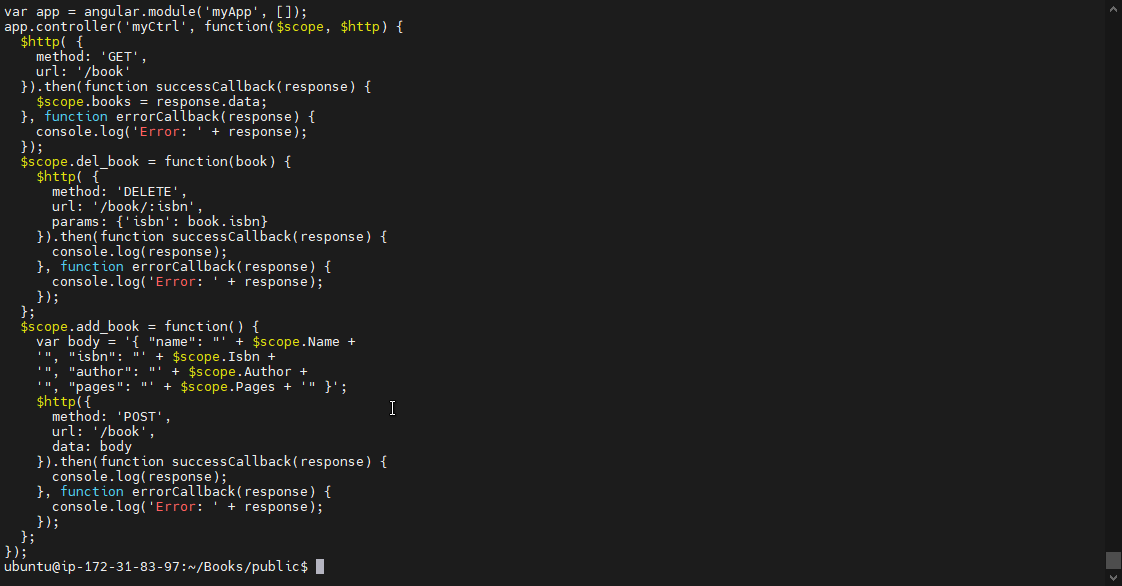 var app = angular.module('myApp', []);
app.controller('myCtrl', function($scope, $http) {
  $http( {
    method: 'GET',
    url: '/book'
  }).then(function successCallback(response) {
    $scope.books = response.data;
  }, function errorCallback(response) {
    console.log('Error: ' + response);
  });
  $scope.del_book = function(book) {
    $http( {
      method: 'DELETE',
      url: '/book/:isbn',
      params: {'isbn': book.isbn}
    }).then(function successCallback(response) {
      console.log(response);
    }, function errorCallback(response) {
      console.log('Error: ' + response);
    });
  };
  $scope.add_book = function() {
    var body = '{ "name": "' + $scope.Name +
    '", "isbn": "' + $scope.Isbn +
    '", "author": "' + $scope.Author +
    '", "pages": "' + $scope.Pages + '" }';
    $http({
      method: 'POST',
      url: '/book',
      data: body
    }).then(function successCallback(response) {
      console.log(response);
    }, function errorCallback(response) {
      console.log('Error: ' + response);
    });
  };
});
ubuntu@ip-172-31-83-97:~/Books/public$